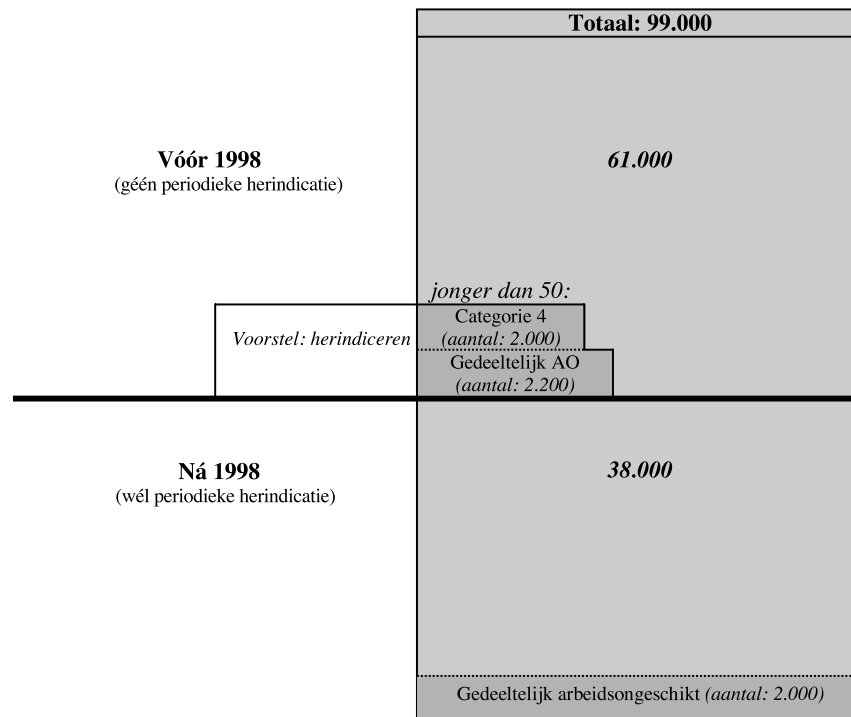 Totaal: 99.000
Vóór 1998
(géén periodieke herindicatie)
61.000
jonger dan 50:
Voorstel: herindiceren
Categorie 4
(aantal: 2.000)
Gedeeltelijk AO
(aantal: 2.200)
Ná 1998
(wél periodieke herindicatie)
38.000
Gedeeltelijk arbeidsongeschikt (aantal: 2.000)